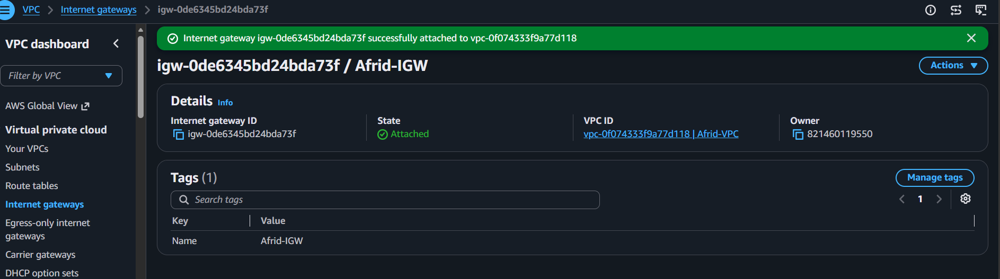 VPC > Internet gateways > igw-0de6345bd24bda73f
VPC dashboard
Filter by VPC
AWS Global View
Virtual private cloud
Your VPCs
Subnets
Route tables
Internet gateways
Egress-only internet
gateways
Carrier gateways
DHCP option sets
Internet gateway igw-0de6345bd24bda73f successfully attached to vpc-0f074333f9a77d118
igw-0de6345bd24bda73f / Afrid-IGW
Actions
Details Info
Internet gateway ID
igw-0de6345bd24bda73f
State
Attached
VPC ID
vpc-0f074333f9a77d118 | Afrid-VPC
Owner
821460119550
Tags (1)
Manage tags
Search tags
1
Key Value
Name Afrid-IGW